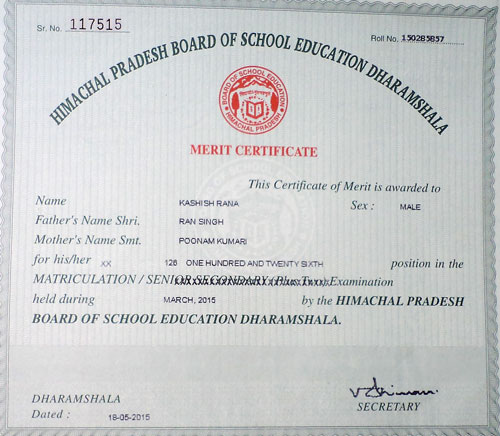 Sr. No. 117515
Roll No. 150285857
HIMACHAL PRADESH BOARD OF SCHOOL EDUCATION DHARAMSHALA
BOARD OF SCHOOL EDUCATION
HIMACHAL PRADESH
MERIT CERTIFICATE
This Certificate of Merit is awarded to
Name KASHISH RANA Sex : MALE
Father's Name Shri. RAN SINGH
Mother's Name Smt. POONAM KUMARI
for his/her XX 126 ONE HUNDRED AND TWENTY SIXTH position in the
MATRICULATION / SENIOR SECONDARY (Plus Two) Examination
held during MARCH, 2015 by the HIMACHAL PRADESH
BOARD OF SCHOOL EDUCATION DHARAMSHALA.
DHARAMSHALA
Dated : 18-05-2015
SECRETARY